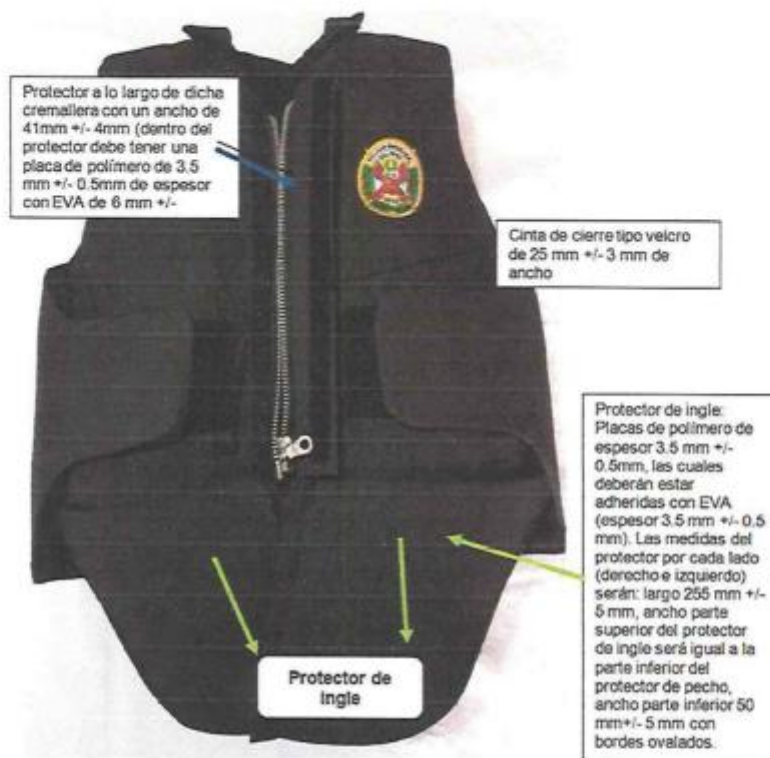 Protector a lo largo de dicha
cremallera con un ancho de
41mm +/- 4mm (dentro del
protector debe tener una
placa de polímero de 3.5
mm +/- 0.5mm de espesor
con EVA de 6 mm +/-
Cinta de cierre tipo velcro
de 25 mm +/- 3 mm de
ancho
Protector de ingle:
Placas de polímero de
espesor 3.5 mm +/-
0.5mm, las cuales
deberán estar
adheridas con EVA
(espesor 3.5 mm +/- 0.5
mm). Las medidas del
protector por cada lado
(derecho e izquierdo)
serán: largo 255 mm +/-
5 mm, ancho parte
superior del protector
de ingle será igual a la
parte inferior del
protector de pecho,
ancho parte inferior 50
mm+/- 5 mm con
bordes ovalados.
Protector de
ingle